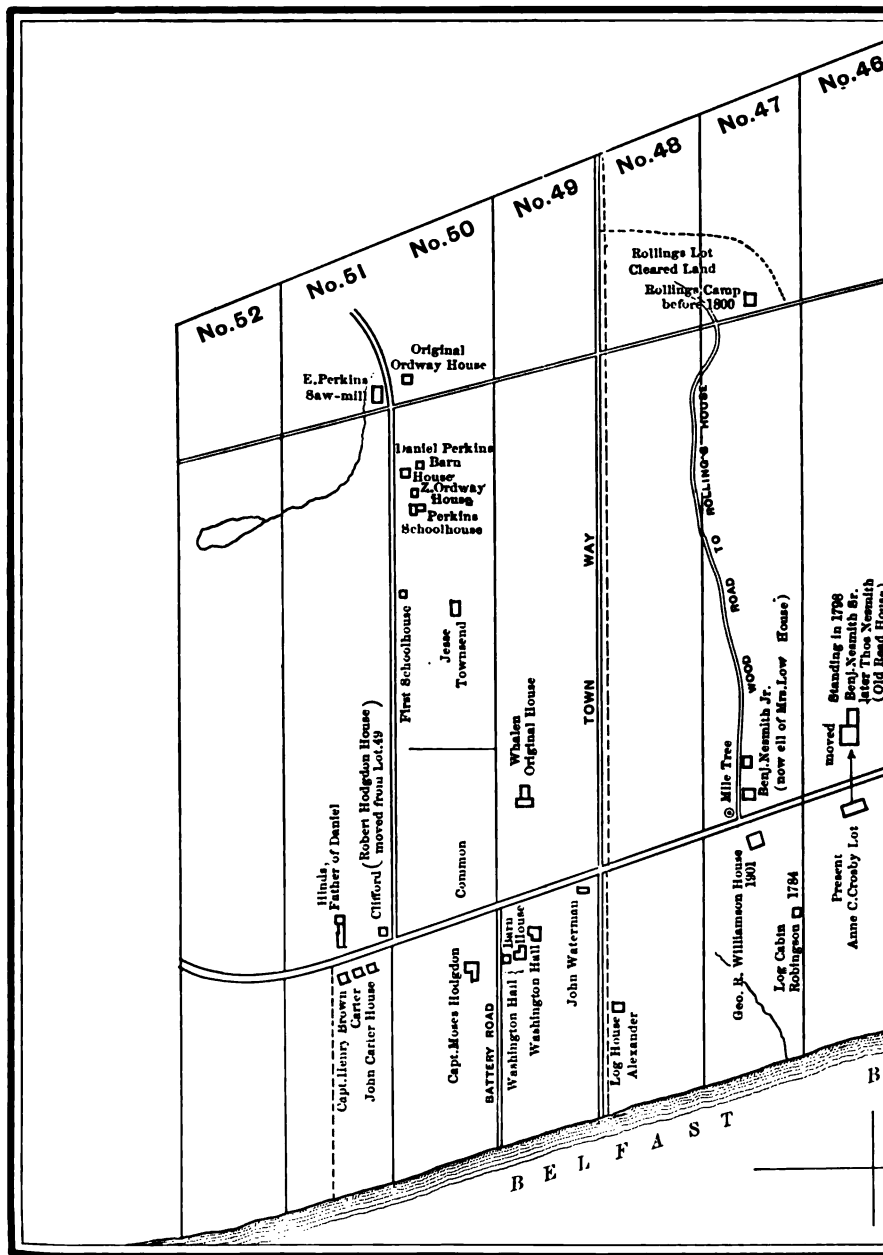 No.52
No.51
No.50
No.49
No.48
No.47
No.46
Rollings Lot
Cleared Land
Rollings Camp
before 1800
Original
Ordway House
E. Perkins
Saw-mill
Daniel Perkins
Barn
House
Z. Ordway
House
Perkins
Schoolhouse
First Schoolhouse
Jesse
Townsend
TOWN WAY
WOOD ROAD TO ROLLING'S HOUSE
Whalen
Original House
Mile Tree
Benj. Nesmith Jr.
(now ell of Mrs. Low House)
moved
Standing in 1798
Benj. Nesmith Sr.
later Thos Nesmith
(Old Road House)
Hinds,
Father of Daniel
Clifford (Robert Hodgdon House
moved from Lot.49)
Common
Capt. Henry Brown
Carter
John Carter House
Capt. Moses Hodgdon
BATTERY ROAD
Washington Hall { Barn
House
Washington Hall
John Waterman
Log House
Alexander
Geo. R. Williamson House
1901
Log Cabin 1784
Robingson
Present
Anne C. Crosby Lot
BELFAST B